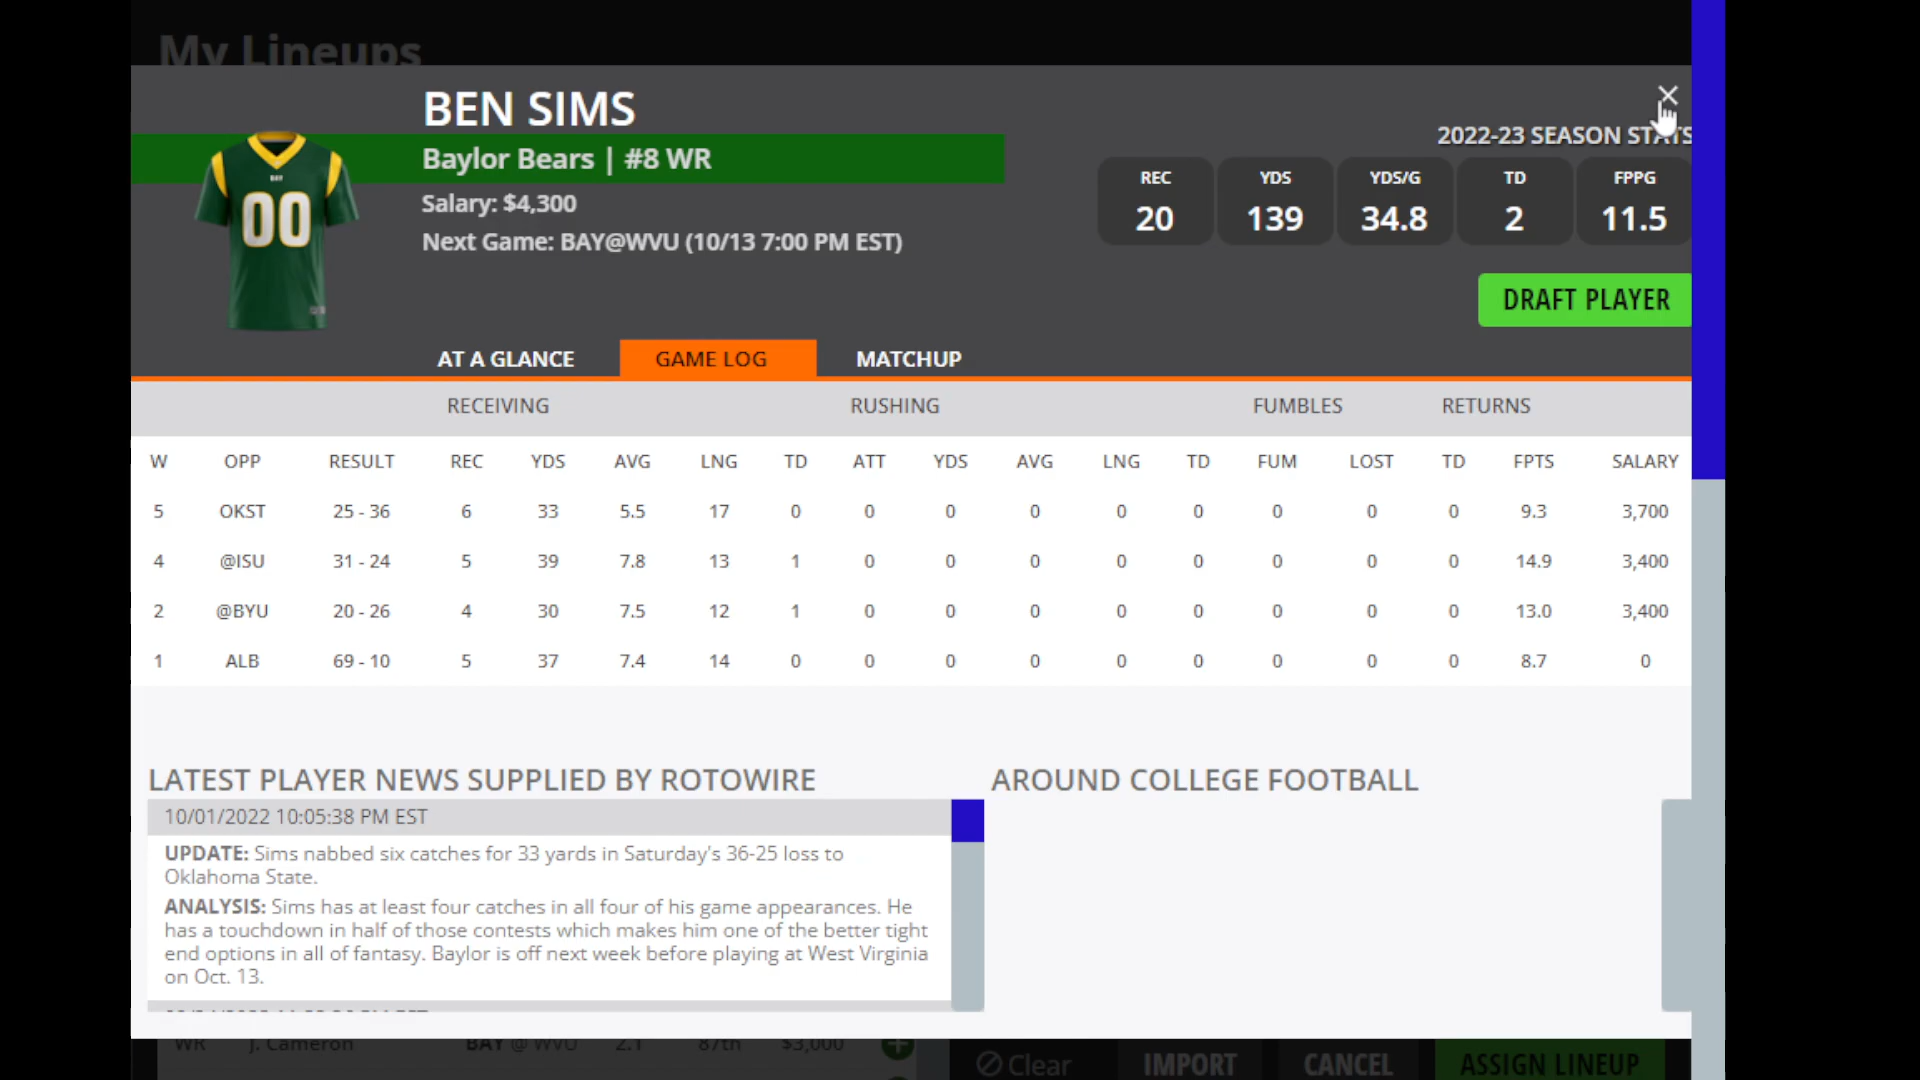 My Lineups
BEN SIMS
Baylor Bears | #8 WR
Salary: $4,300
Next Game: BAY@WVU (10/13 7:00 PM EST)
BAY
00
2022-23 SEASON STATS
REC YDS YDS/G TD FPPG
20 139 34.8 2 11.5
DRAFT PLAYER
AT A GLANCE GAME LOG MATCHUP
RECEIVING RUSHING FUMBLES RETURNS
W OPP RESULT REC YDS AVG LNG TD ATT YDS AVG LNG TD FUM LOST TD FPTS SALARY
5 OKST 25 - 36 6 33 5.5 17 0 0 0 0 0 0 0 0 0 9.3 3,700
4 @ISU 31 - 24 5 39 7.8 13 1 0 0 0 0 0 0 0 0 14.9 3,400
2 @BYU 20 - 26 4 30 7.5 12 1 0 0 0 0 0 0 0 0 13.0 3,400
1 ALB 69 - 10 5 37 7.4 14 0 0 0 0 0 0 0 0 0 8.7 0
LATEST PLAYER NEWS SUPPLIED BY ROTOWIRE
10/01/2022 10:05:38 PM EST
UPDATE: Sims nabbed six catches for 33 yards in Saturday's 36-25 loss to
Oklahoma State.
ANALYSIS: Sims has at least four catches in all four of his game appearances. He
has a touchdown in half of those contests which makes him one of the better tight
end options in all of fantasy. Baylor is off next week before playing at West Virginia
on Oct. 13.
AROUND COLLEGE FOOTBALL
WR J. Cameron BAY @ WVU 2.1 87th $3,000
Clear IMPORT CANCEL ASSIGN LINEUP